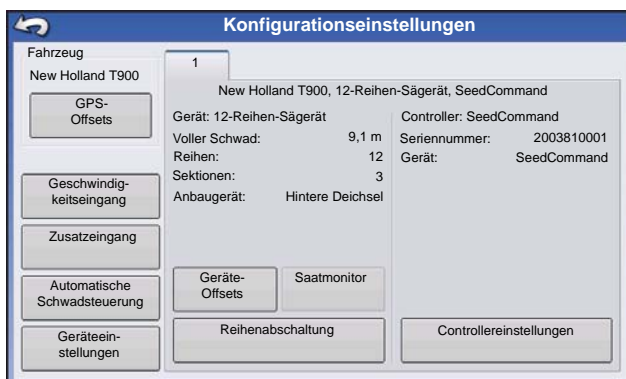 Konfigurationseinstellungen
Fahrzeug
New Holland T900
GPS-
Offsets
Geschwindig-
keitseingang
Zusatzeingang
Automatische
Schwadsteuerung
Geräteein-
stellungen
1
New Holland T900, 12-Reihen-Sägerät, SeedCommand
Gerät: 12-Reihen-Sägerät
Voller Schwad: 9,1 m
Reihen: 12
Sektionen: 3
Anbaugerät: Hintere Deichsel
Geräte-
Offsets
Saatmonitor
Reihenabschaltung
Controller: SeedCommand
Seriennummer: 2003810001
Gerät: SeedCommand
Controllereinstellungen